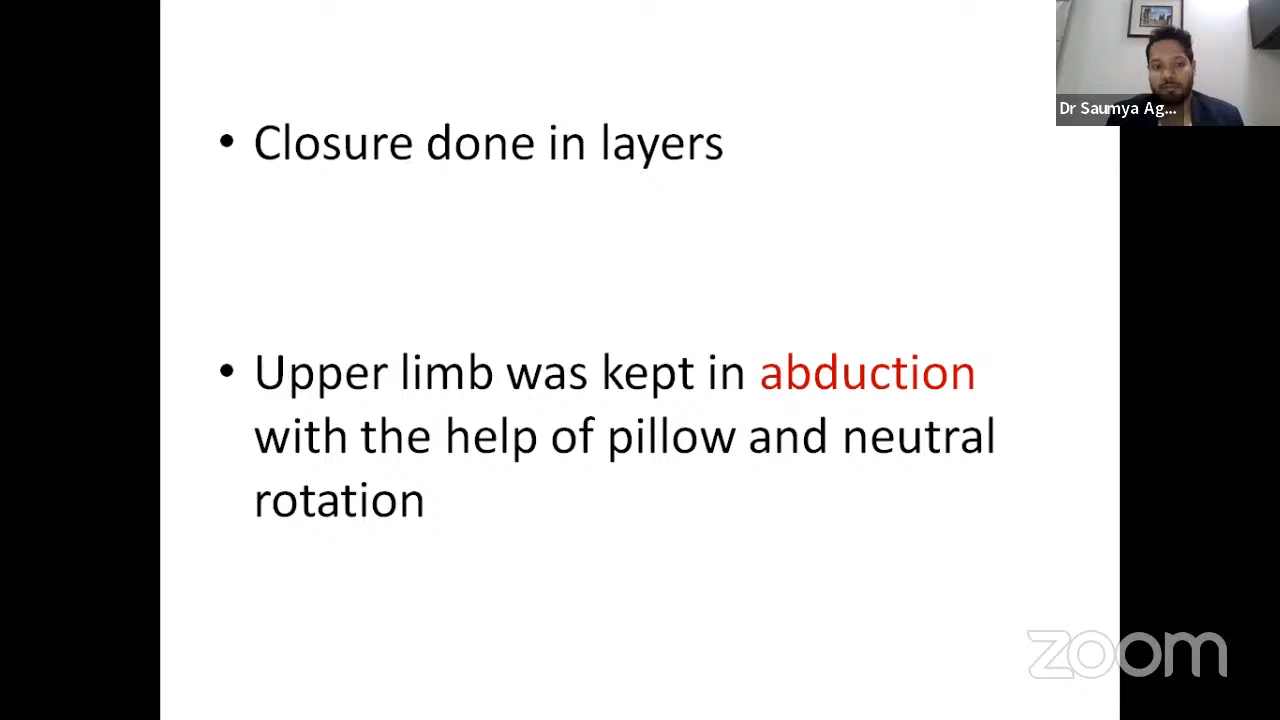 • Closure done in layers
• Upper limb was kept in abduction
with the help of pillow and neutral
rotation
Dr Saumya Ag...
zoom